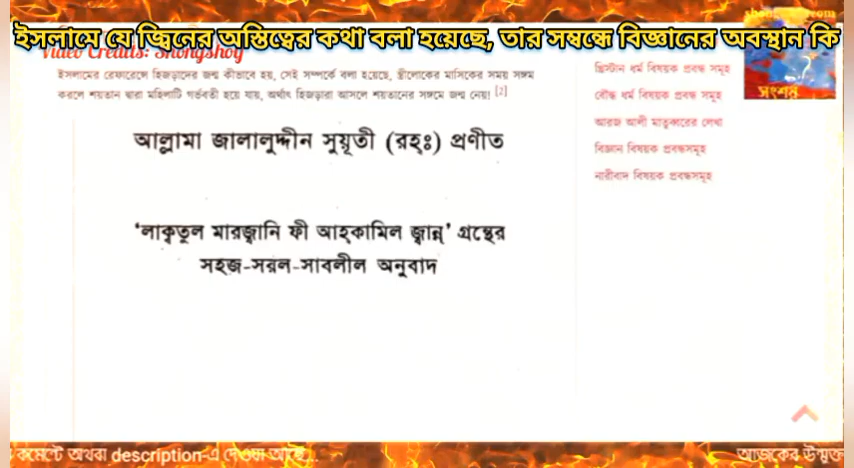 ইসলামে যে জ্বিনের অস্তিত্বের কথা বলা হয়েছে, তার সম্বন্ধে বিজ্ঞানের অবস্থান কি
Video Credits: Shongshoy
ইসলামের রেফারেন্সে হিজড়াদের জন্ম কীভাবে হয়, সেই সম্পর্কে বলা হয়েছে, স্ত্রীলোকের মাসিকের সময় সঙ্গম
করলে শয়তান দ্বারা মহিলাটি গর্ভবতী হয়ে যায়, অর্থাৎ হিজড়ারা আসলে শয়তানের সঙ্গমে জন্ম নেয়! [2]
আল্লামা জালালুদ্দীন সুয়ূতী (রহঃ) প্রণীত
‘লাক্বতুল মারজ্বানি ফী আহকামিল জ্বান্ন’ গ্রন্থের
সহজ-সরল-সাবলীল অনুবাদ
খ্রিস্টান ধর্ম বিষয়ক প্রবন্ধ সমূহ
বৌদ্ধ ধর্ম বিষয়ক প্রবন্ধ সমূহ
আরজ আলী মাতুব্বরের লেখা
বিজ্ঞান বিষয়ক প্রবন্ধসমূহ
নারীবাদ বিষয়ক প্রবন্ধসমূহ
সংশয়
কমেন্টে অথবা description-এ দেওয়া আছে...
আজকের উন্মুক্ত